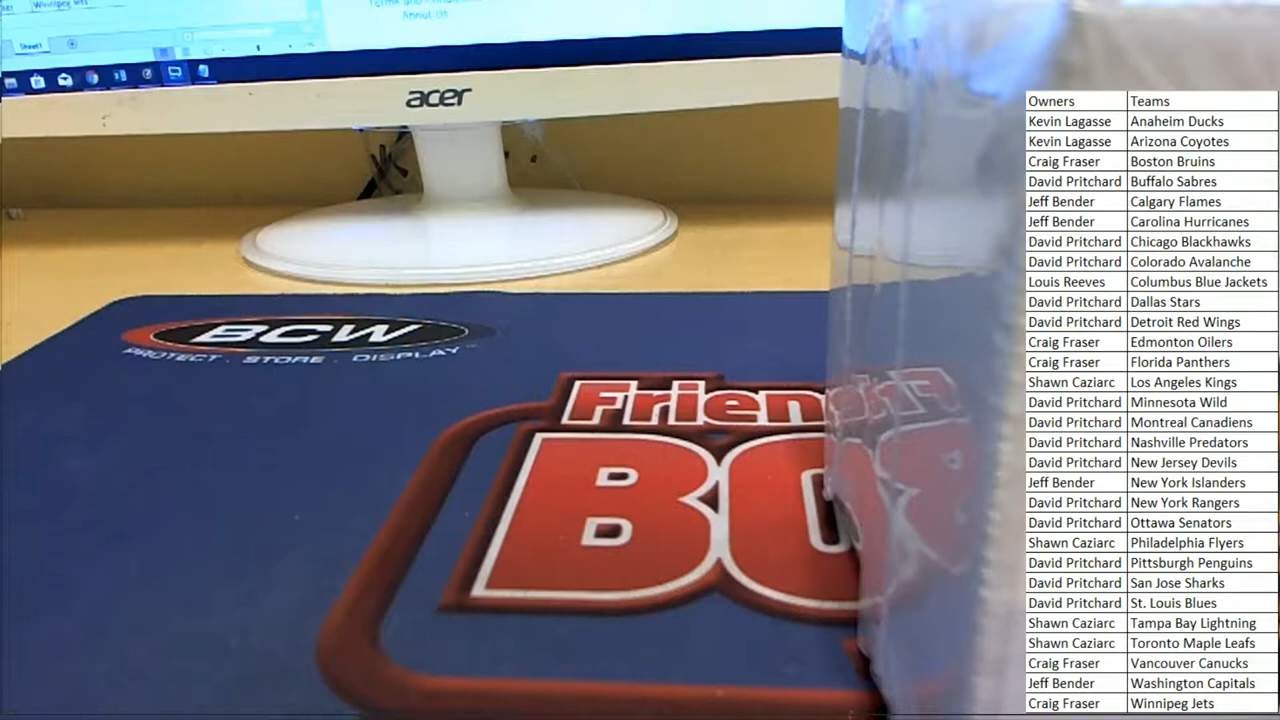 Winnipeg Jets
Sheet1
About Us
acer
BCW
PROTECT · STORE · DISPLAY
Frien
BO
Owners Teams
Kevin Lagasse Anaheim Ducks
Kevin Lagasse Arizona Coyotes
Craig Fraser Boston Bruins
David Pritchard Buffalo Sabres
Jeff Bender Calgary Flames
Jeff Bender Carolina Hurricanes
David Pritchard Chicago Blackhawks
David Pritchard Colorado Avalanche
Louis Reeves Columbus Blue Jackets
David Pritchard Dallas Stars
David Pritchard Detroit Red Wings
Craig Fraser Edmonton Oilers
Craig Fraser Florida Panthers
Shawn Caziarc Los Angeles Kings
David Pritchard Minnesota Wild
David Pritchard Montreal Canadiens
David Pritchard Nashville Predators
David Pritchard New Jersey Devils
Jeff Bender New York Islanders
David Pritchard New York Rangers
David Pritchard Ottawa Senators
Shawn Caziarc Philadelphia Flyers
David Pritchard Pittsburgh Penguins
David Pritchard San Jose Sharks
David Pritchard St. Louis Blues
Shawn Caziarc Tampa Bay Lightning
Shawn Caziarc Toronto Maple Leafs
Craig Fraser Vancouver Canucks
Jeff Bender Washington Capitals
Craig Fraser Winnipeg Jets